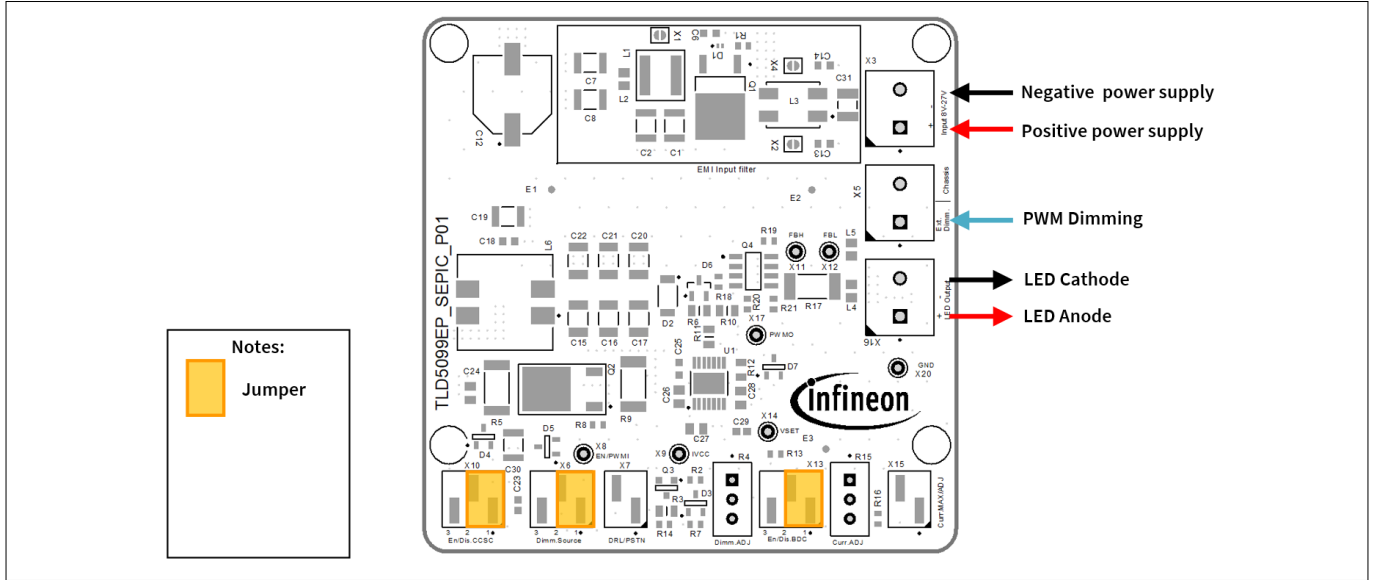 X1
C6
R1
D1
C14
X4
X3
L1
C7
C31
Negative power supply
L2
Q1
L3
-
+
Input 8V-27V
Positive power supply
C8
C12
C2
C1
X2
C13
EMI Input filter
E1
E2
X5
Chassis
Ext.
Dimm.
PWM Dimming
C19
C18
L6
C22
C21
C20
R19
FBH
FBL
L5
Q4
X11
X12
D6
LED Cathode
TLD5099EP_SEPIC_P01
R18
R20
R21
R17
L4
-
+
LED Output
LED Anode
D2
R6
R10
X17
C15
C16
C17
R11
PWMO
X16
Notes:
Jumper
C25
U1
R12
D7
GND
X20
C24
Q2
C26
C28
infineon
R5
R8
R9
C27
C29
X14
VSET
D4
D5
X8
EN/PWMI
X9
IVCC
E3
X10
C30
X6
X7
Q3
R2
R4
R13
X13
R15
X15
C23
R3
D3
R16
Curr.MAX/ADJ
3 2 1
3 2 1
R14
R7
3 2 1
En/Dis.CCSC
Dimm.Source
DRL/PSTN
Dimm.ADJ
En/Dis.BDC
Curr.ADJ